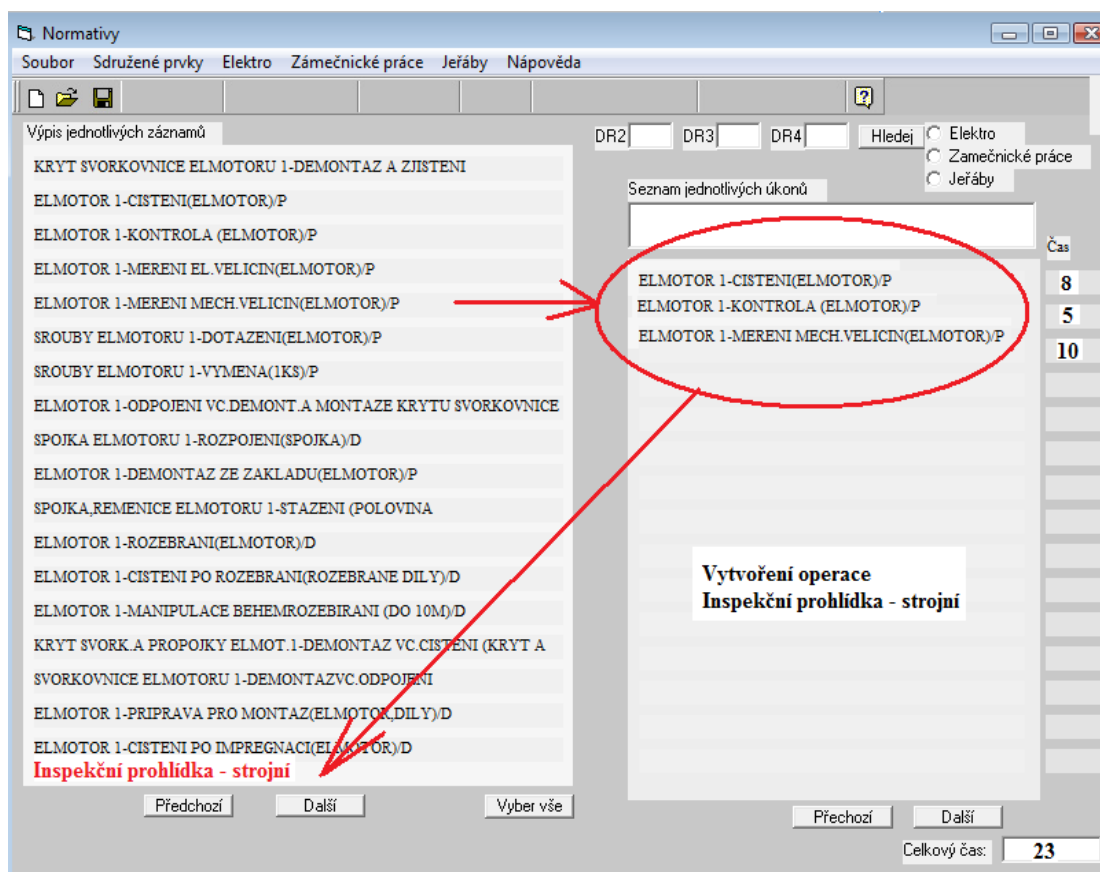 Normativy
Soubor Sdružené prvky Elektro Zámečnické práce Jeřáby Nápověda
Výpis jednotlivých záznamů
DR2 DR3 DR4 Hledej
Elektro
Zamečnické práce
Jeřáby
KRYT SVORKOVNICE ELMOTORU 1-DEMONTAZ A ZJISTENI
ELMOTOR 1-CISTENI(ELMOTOR)/P
ELMOTOR 1-KONTROLA (ELMOTOR)/P
ELMOTOR 1-MERENI EL.VELICIN(ELMOTOR)/P
ELMOTOR 1-MERENI MECH.VELICIN(ELMOTOR)/P
SROUBY ELMOTORU 1-DOTAZENI(ELMOTOR)/P
SROUBY ELMOTORU 1-VYMENA(1KS)/P
ELMOTOR 1-ODPOJENI VC.DEMONT.A MONTAZE KRYTU SVORKOVNICE
SPOJKA ELMOTORU 1-ROZPOJENI(SPOJKA)/D
ELMOTOR 1-DEMONTAZ ZE ZAKLADU(ELMOTOR)/P
SPOJKA,REMENICE ELMOTORU 1-STAZENI (POLOVINA
ELMOTOR 1-ROZEBRANI(ELMOTOR)/D
ELMOTOR 1-CISTENI PO ROZEBRANI(ROZEBRANE DILY)/D
ELMOTOR 1-MANIPULACE BEHEMROZEBIRANI (DO 10M)/D
KRYT SVORK.A PROPOJKY ELMOT.1-DEMONTAZ VC.CISTENI (KRYT A
SVORKOVNICE ELMOTORU 1-DEMONTAZVC.ODPOJENI
ELMOTOR 1-PRIPRAVA PRO MONTAZ(ELMOTOR,DILY)/D
ELMOTOR 1-CISTENI PO IMPREGNACI(ELMOTOR)/D
Inspekční prohlídka - strojní
Předchozí Další Vyber vše
Seznam jednotlivých úkonů
Čas
ELMOTOR 1-CISTENI(ELMOTOR)/P 8
ELMOTOR 1-KONTROLA (ELMOTOR)/P 5
ELMOTOR 1-MERENI MECH.VELICIN(ELMOTOR)/P 10
Vytvoření operace
Inspekční prohlídka - strojní
Přechozí Další
Celkový čas: 23